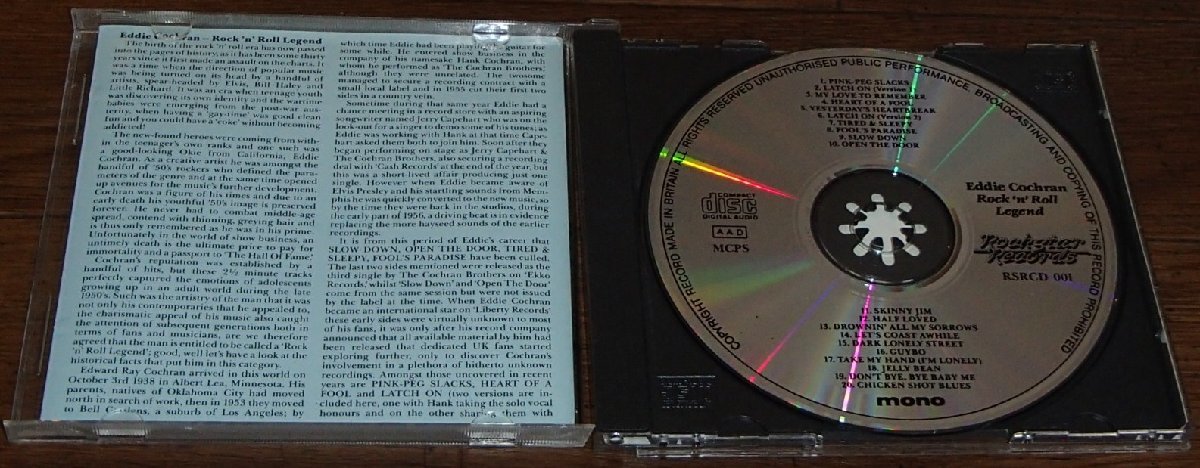 Eddie Cochran – Rock 'n' Roll Legend
The birth of the rock 'n' roll era has now passed
into the pages of history, as it has been some thirty
years since it first made an assault on the charts. It
was a time when the direction of popular music
was being turned on its head by a handful of
artists, spear-headed by Elvis, Bill Haley and
Little Richard. It was an era when teenage youth
was discovering its own identity and the wartime
babies were emerging from the post-war aus-
terity, when having a 'gay-time' was good clean
fun and you could have a 'coke' without becoming
addicted!
The new-found heroes were coming from with-
in the teenager's own ranks and one such was
a good-looking Okie from California, Eddie
Cochran. As a creative artist he was amongst the
handful of '50's rockers who defined the para-
meters of the genre and at the same time opened
up avenues for the music's further development.
Cochran was a figure of his times and due to an
early death his youthful '50's image is preserved
forever. He never had to combat middle-age
spread, contend with thinning, greying hair and
is thus only remembered as he was in his prime.
Unfortunately in the world of show business, an
untimely death is the ultimate price to pay for
immortality and a passport to 'The Hall Of Fame.'
Cochran's reputation was established by a
handful of hits, but these 2½ minute tracks
perfectly captured the emotions of adolescents
growing up in an adult world during the late
1950's. Such was the artistry of the man that it was
not only his contemporaries that he appealed to,
the charismatic appeal of his music also caught
the attention of subsequent generations both in
terms of fans and musicians, are we therefore
agreed that the man is entitled to be called a 'Rock
'n' Roll Legend'; good, well let's have a look at the
historical facts that put him in this category.
Edward Ray Cochran arrived in this world on
October 3rd 1938 in Albert Lea, Minnesota. His
parents, natives of Oklahoma City had moved
north in search of work, then in 1953 they moved
to Bell Gardens, a suburb of Los Angeles; by
which time Eddie had been playing guitar for
some while. He entered show business in the
company of his namesake Hank Cochran, with
whom he performed as 'The Cochran Brothers',
although they were unrelated. The twosome
managed to secure a recording contract with a
small local label and in 1955 cut their first two
sides in a country vein.
Sometime during that same year Eddie had a
chance meeting in a record store with an aspiring
songwriter named Jerry Capehart who was on the
look-out for a singer to demo some of his tunes; as
Eddie was working with Hank at that time Cape-
hart asked them both to join him. Soon after they
began performing on stage as Jerry Capehart &
The Cochran Brothers, also securing a recording
deal with 'Cash Records' at the end of the year but
this was a short-lived affair producing just one
single. However when Eddie became aware of
Elvis Presley and his startling sounds from Mem-
phis he was quickly converted to the new music, so
by the time they were back in the studios, during
the early part of 1956, a driving beat is in evidence
replacing the more hayseed sounds of the earlier
recordings.
It is from this period of Eddie's career that
SLOW DOWN, OPEN THE DOOR, TIRED &
SLEEPY, FOOL'S PARADISE have been culled.
The last two sides mentioned were released as the
third single by The Cochran Brothers on 'Ekko
Records,' whilst 'Slow Down' and 'Open The Door'
come from the same session but were not issued
by the label at the time. When Eddie Cochran
became an international star on 'Liberty Records'
these early sides were virtually unknown to most
of his fans, it was only after his record company
announced that all available material by him had
been released that dedicated UK fans started
exploring further, only to discover Cochran's
involvement in a plethora of hitherto unknown
recordings. Amongst those uncovered in recent
years are PINK-PEG SLACKS, HEART OF A
FOOL and LATCH ON (two versions are in-
cluded here, one with Hank taking the solo vocal
honours and on the other sharing them with
COPYRIGHT RECORD MADE IN BRITAIN ALL RIGHTS RESERVED UNAUTHORISED PUBLIC PERFORMANCE, BROADCASTING AND COPYING OF THIS RECORD PROHIBITED
1. PINK-PEG SLACKS
2. LATCH ON (Version 1)
3. MY LOVE TO REMEMBER
4. HEART OF A FOOL
5. YESTERDAY'S HEARTBREAK
6. LATCH ON (Version 2)
7. TIRED & SLEEPY
8. FOOL'S PARADISE
9. SLOW DOWN
10. OPEN THE DOOR
COMPACT
disc
DIGITAL AUDIO
AAD
MCPS
Eddie Cochran
Rock 'n' Roll
Legend
Rockstar
Records
RSRCD 001
11. SKINNY JIM
12. HALF LOVED
13. DROWNIN' ALL MY SORROWS
14. LET'S COAST AWHILE
15. DARK LONELY STREET
16. GUYBO
17. TAKE MY HAND (I'M LONELY)
18. JELLY BEAN
19. DON'T BYE, BYE BABY ME
20. CHICKEN SHOT BLUES
mono